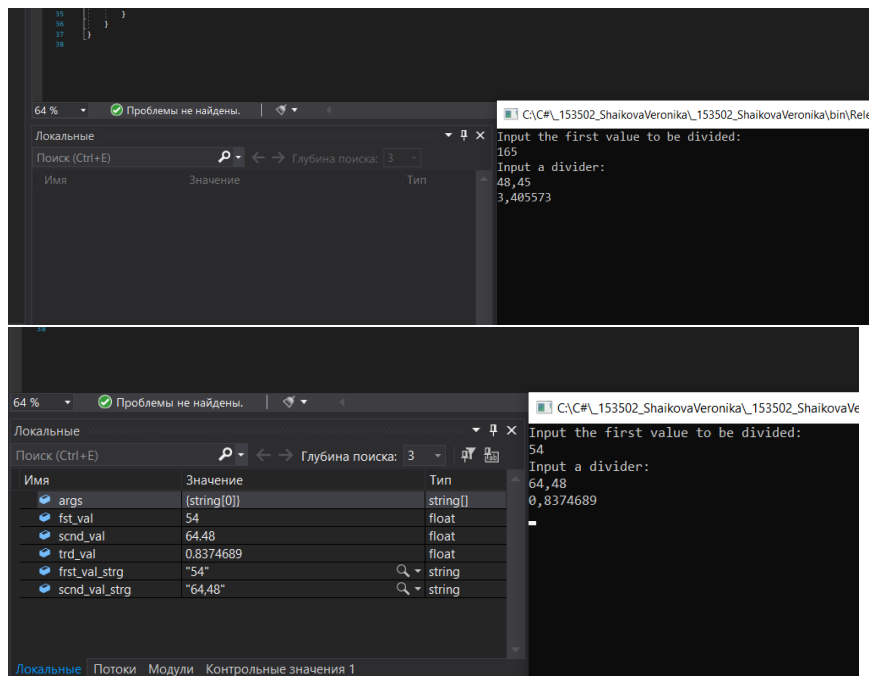 35 }
36 }
37 }
38
64 % Проблемы не найдены.
C:\C#\_153502_ShaikovaVeronika\_153502_ShaikovaVeronika\bin\Rele
Локальные
Поиск (Ctrl+E) Глубина поиска: 3
Имя Значение Тип
Input the first value to be divided:
165
Input a divider:
48,45
3,405573
38
64 % Проблемы не найдены.
C:\C#\_153502_ShaikovaVeronika\_153502_ShaikovaVe
Локальные
Поиск (Ctrl+E) Глубина поиска: 3
Имя Значение Тип
args {string[0]} string[]
fst_val 54 float
scnd_val 64.48 float
trd_val 0.8374689 float
frst_val_strg "54" string
scnd_val_strg "64,48" string
Локальные Потоки Модули Контрольные значения 1
Input the first value to be divided:
54
Input a divider:
64,48
0,8374689